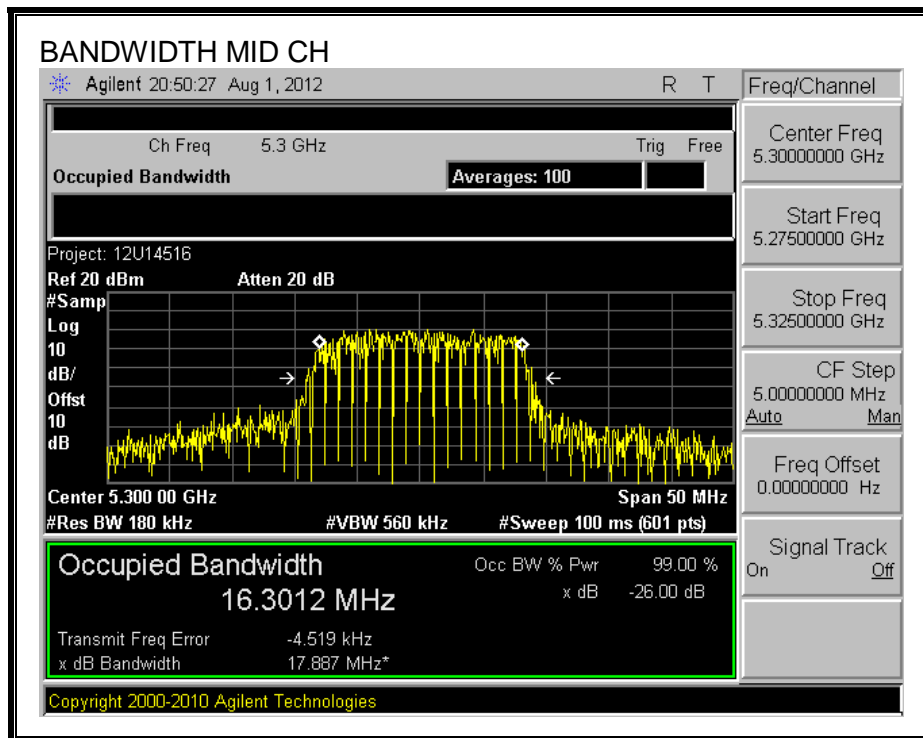 BANDWIDTH MID CH
Agilent 20:50:27 Aug 1, 2012 R T
Freq/Channel
Ch Freq 5.3 GHz Trig Free
Occupied Bandwidth Averages: 100
Center Freq
5.30000000 GHz
Start Freq
5.27500000 GHz
Stop Freq
5.32500000 GHz
CF Step
5.00000000 MHz
Auto Man
Freq Offset
0.00000000 Hz
Signal Track
On Off
Project: 12U14516
Ref 20 dBm Atten 20 dB
#Samp
Log
10
dB/
Offst
10
dB
Center 5.300 00 GHz Span 50 MHz
#Res BW 180 kHz #VBW 560 kHz #Sweep 100 ms (601 pts)
Occupied Bandwidth
16.3012 MHz
Occ BW % Pwr 99.00 %
x dB -26.00 dB
Transmit Freq Error -4.519 kHz
x dB Bandwidth 17.887 MHz*
Copyright 2000-2010 Agilent Technologies